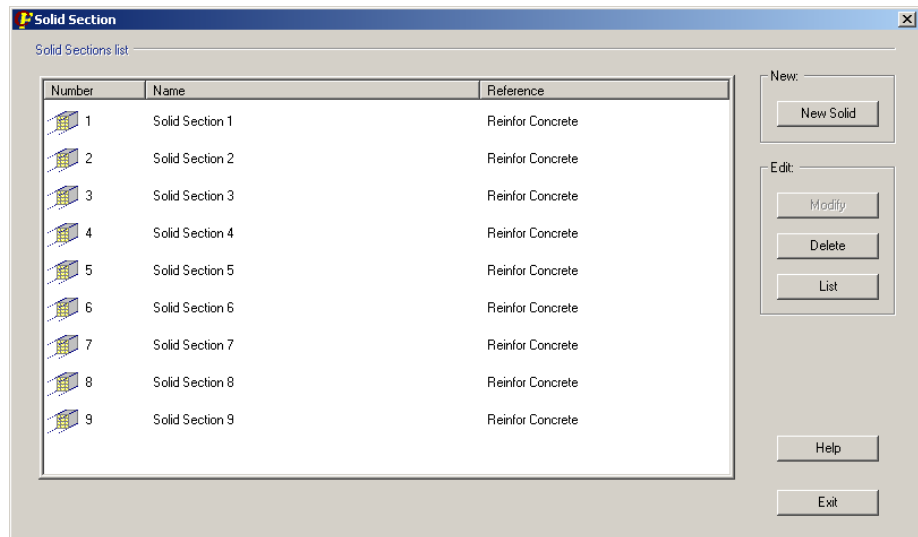 Solid Section
Solid Sections list
Number Name Reference
1 Solid Section 1 Reinfor Concrete
2 Solid Section 2 Reinfor Concrete
3 Solid Section 3 Reinfor Concrete
4 Solid Section 4 Reinfor Concrete
5 Solid Section 5 Reinfor Concrete
6 Solid Section 6 Reinfor Concrete
7 Solid Section 7 Reinfor Concrete
8 Solid Section 8 Reinfor Concrete
9 Solid Section 9 Reinfor Concrete
New:
New Solid
Edit:
Modify
Delete
List
Help
Exit